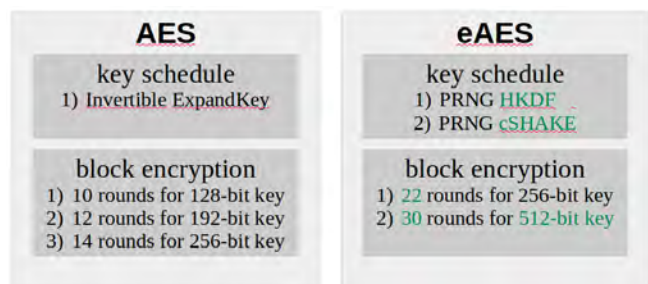 AES
key schedule
1) Invertible ExpandKey
block encryption
1) 10 rounds for 128-bit key
2) 12 rounds for 192-bit key
3) 14 rounds for 256-bit key
eAES
key schedule
1) PRNG HKDF
2) PRNG cSHAKE
block encryption
1) 22 rounds for 256-bit key
2) 30 rounds for 512-bit key